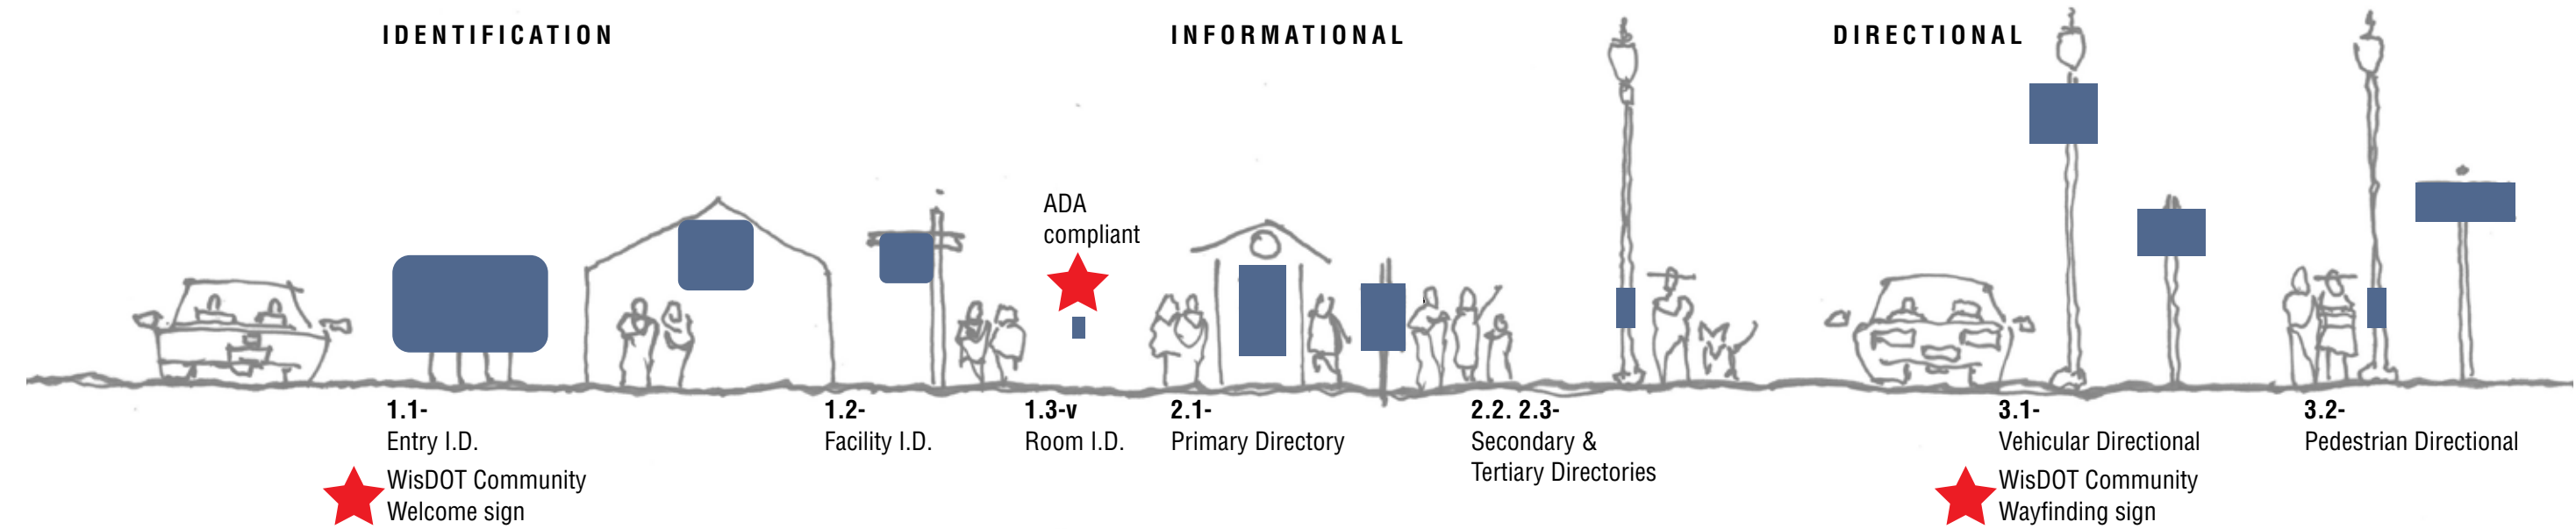 IDENTIFICATION
INFORMATIONAL
DIRECTIONAL
ADA
compliant
1.1-
Entry I.D.
WisDOT Community
Welcome sign
1.2-
Facility I.D.
1.3-v
Room I.D.
2.1-
Primary Directory
2.2. 2.3-
Secondary &
Tertiary Directories
3.1-
Vehicular Directional
WisDOT Community
Wayfinding sign
3.2-
Pedestrian Directional